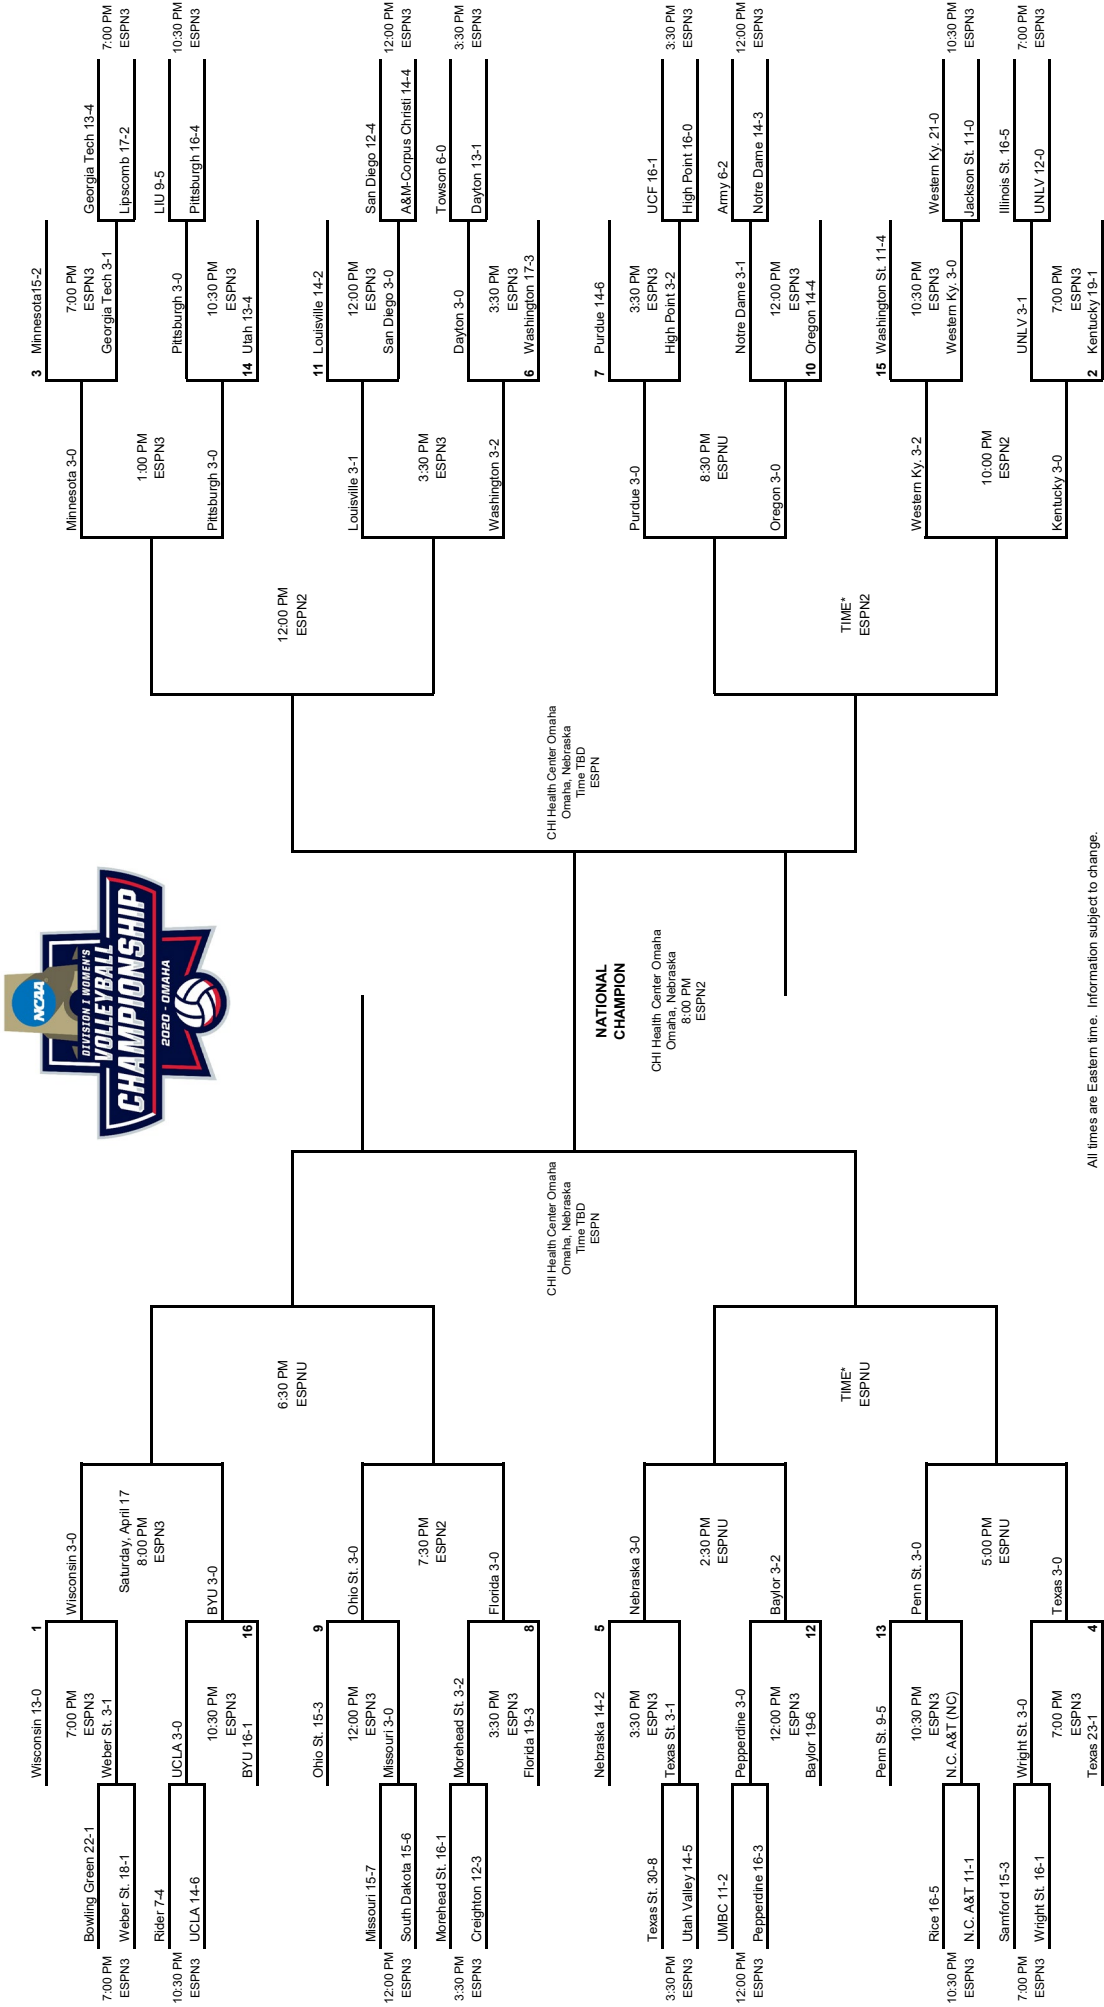 NCAA
DIVISION I WOMEN'S
VOLLEYBALL
CHAMPIONSHIP
2020 - OMAHA
7:00 PM
ESPN3
Bowling Green 22-1
Weber St. 18-1
10:30 PM
ESPN3
Rider 7-4
UCLA 14-6
12:00 PM
ESPN3
Missouri 15-7
South Dakota 15-6
3:30 PM
ESPN3
Morehead St. 16-1
Creighton 12-3
3:30 PM
ESPN3
Texas St. 30-8
Utah Valley 14-5
12:00 PM
ESPN3
UMBC 11-2
Pepperdine 16-3
10:30 PM
ESPN3
Rice 16-5
N.C. A&T 11-1
7:00 PM
ESPN3
Samford 15-3
Wright St. 16-1
Wisconsin 13-0
1
7:00 PM
ESPN3
Weber St. 3-1
UCLA 3-0
10:30 PM
ESPN3
BYU 16-1
16
Ohio St. 15-3
9
12:00 PM
ESPN3
Missouri 3-0
Morehead St. 3-2
3:30 PM
ESPN3
Florida 19-3
8
Nebraska 14-2
5
3:30 PM
ESPN3
Texas St. 3-1
Pepperdine 3-0
12:00 PM
ESPN3
Baylor 19-6
12
Penn St. 9-5
13
10:30 PM
ESPN3
N.C. A&T (NC)
Wright St. 3-0
7:00 PM
ESPN3
Texas 23-1
4
Wisconsin 3-0
Saturday, April 17
8:00 PM
ESPN3
BYU 3-0
Ohio St. 3-0
7:30 PM
ESPN2
Florida 3-0
Nebraska 3-0
2:30 PM
ESPNU
Baylor 3-2
Penn St. 3-0
5:00 PM
ESPNU
Texas 3-0
6:30 PM
ESPNU
TIME*
ESPNU
CHI Health Center Omaha
Omaha, Nebraska
Time TBD
ESPN
NATIONAL
CHAMPION
CHI Health Center Omaha
Omaha, Nebraska
8:00 PM
ESPN2
CHI Health Center Omaha
Omaha, Nebraska
Time TBD
ESPN
12:00 PM
ESPN2
TIME*
ESPN2
Minnesota 3-0
1:00 PM
ESPN3
Pittsburgh 3-0
Louisville 3-1
3:30 PM
ESPN3
Washington 3-2
Purdue 3-0
8:30 PM
ESPNU
Oregon 3-0
Western Ky. 3-2
10:00 PM
ESPN2
Kentucky 3-0
3 Minnesota15-2
7:00 PM
ESPN3
Georgia Tech 3-1
Pittsburgh 3-0
10:30 PM
ESPN3
14 Utah 13-4
11 Louisville 14-2
12:00 PM
ESPN3
San Diego 3-0
Dayton 3-0
3:30 PM
ESPN3
6 Washington 17-3
7 Purdue 14-6
3:30 PM
ESPN3
High Point 3-2
Notre Dame 3-1
12:00 PM
ESPN3
10 Oregon 14-4
15 Washington St. 11-4
10:30 PM
ESPN3
Western Ky. 3-0
UNLV 3-1
7:00 PM
ESPN3
2 Kentucky 19-1
Georgia Tech 13-4
Lipscomb 17-2
7:00 PM
ESPN3
LIU 9-5
Pittsburgh 16-4
10:30 PM
ESPN3
San Diego 12-4
A&M-Corpus Christi 14-4
12:00 PM
ESPN3
Towson 6-0
Dayton 13-1
3:30 PM
ESPN3
UCF 16-1
High Point 16-0
3:30 PM
ESPN3
Army 6-2
Notre Dame 14-3
12:00 PM
ESPN3
Western Ky. 21-0
Jackson St. 11-0
10:30 PM
ESPN3
Illinois St. 16-5
UNLV 12-0
7:00 PM
ESPN3
All times are Eastern time. Information subject to change.